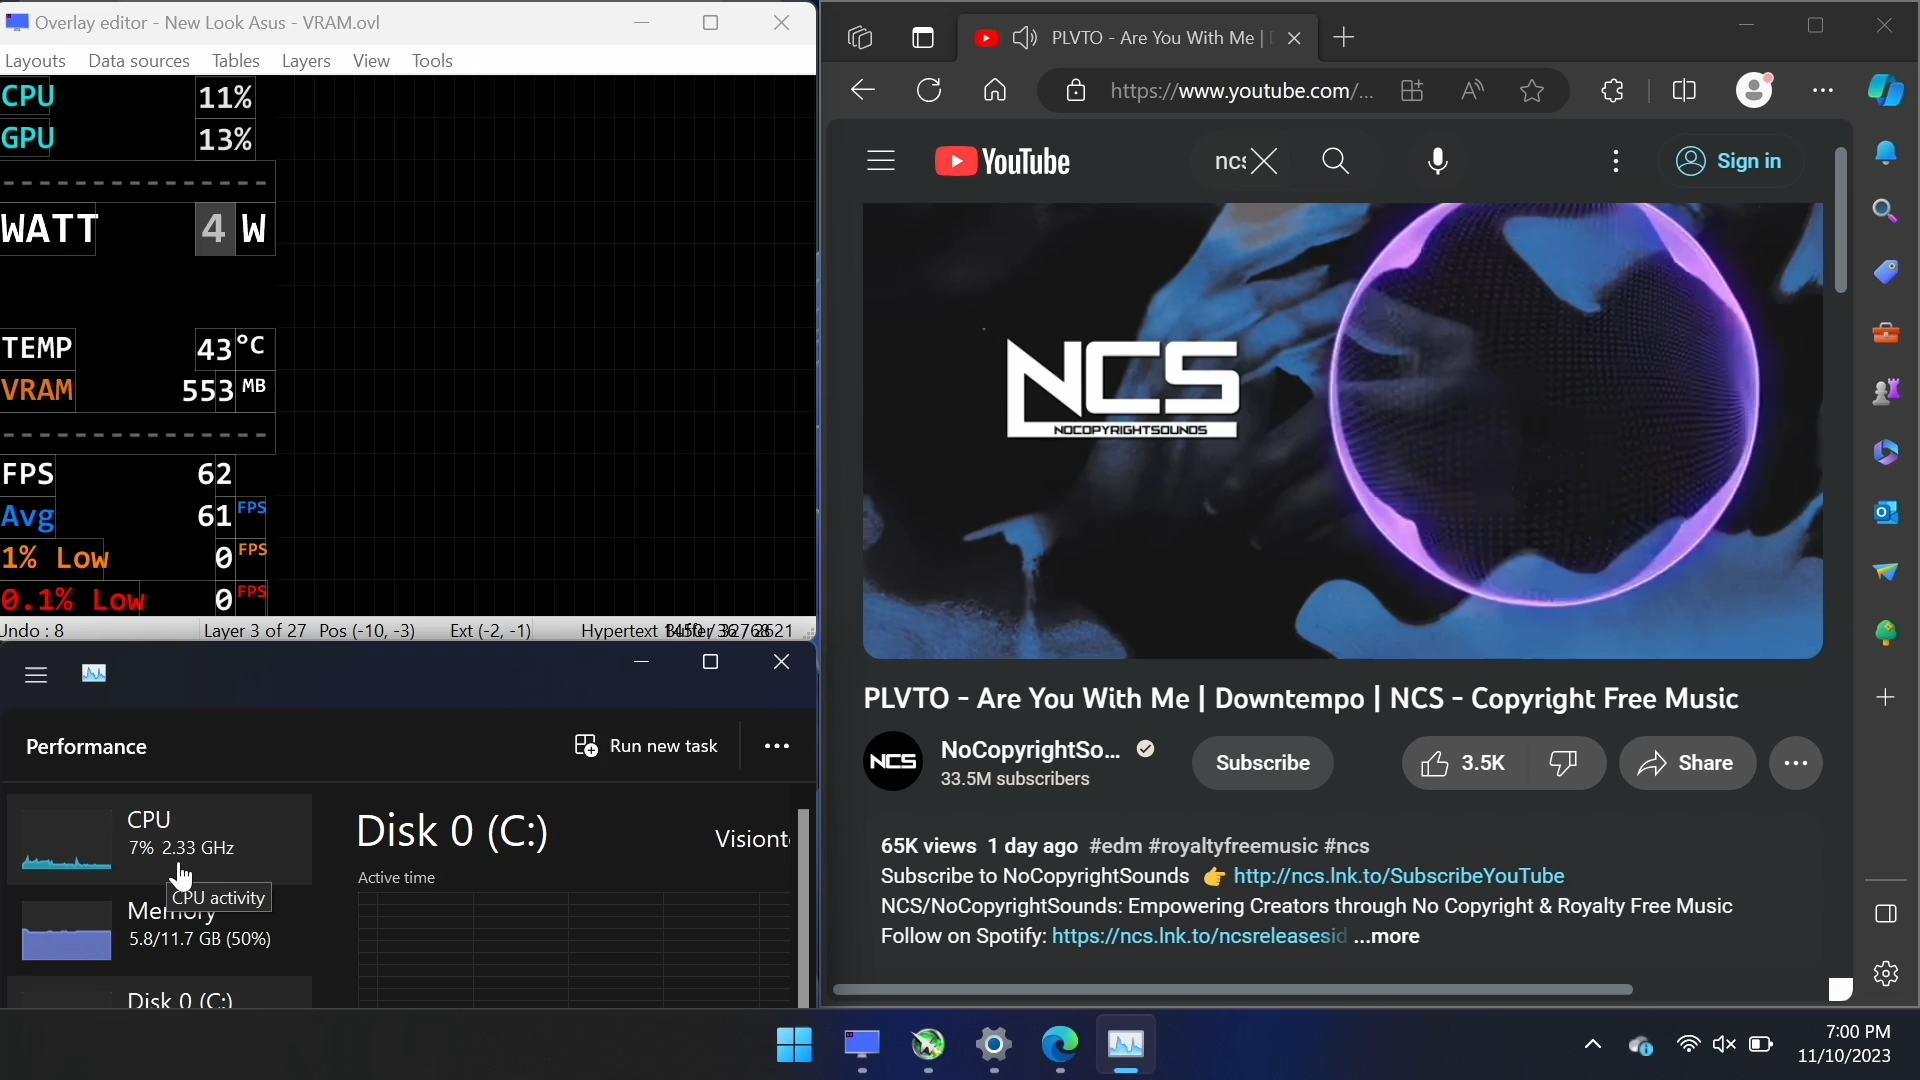 Overlay editor - New Look Asus - VRAM.ovl
Layouts Data sources Tables Layers View Tools
CPU 11%
GPU 13%
WATT 4 W
TEMP 43 °C
VRAM 553 MB
FPS 62
Avg 61 FPS
1% Low 0 FPS
0.1% Low 0 FPS
Undo : 8 Layer 3 of 27 Pos (-10, -3) Ext (-2, -1) Hypertext
Performance Run new task
CPU
7% 2.33 GHz
CPU activity
Memory
5.8/11.7 GB (50%)
Disk 0 (C:)
Disk 0 (C:) Visiont
Active time
PLVTO - Are You With Me |
https://www.youtube.com/...
YouTube
ncs
Sign in
NCS
NOCOPYRIGHTSOUNDS
PLVTO - Are You With Me | Downtempo | NCS - Copyright Free Music
NCS
NoCopyrightSo...
33.5M subscribers
Subscribe
3.5K
Share
65K views 1 day ago #edm #royaltyfreemusic #ncs
Subscribe to NoCopyrightSounds 👉 http://ncs.lnk.to/SubscribeYouTube
NCS/NoCopyrightSounds: Empowering Creators through No Copyright & Royalty Free Music
Follow on Spotify: https://ncs.lnk.to/ncsreleasesid ...more
7:00 PM
11/10/2023